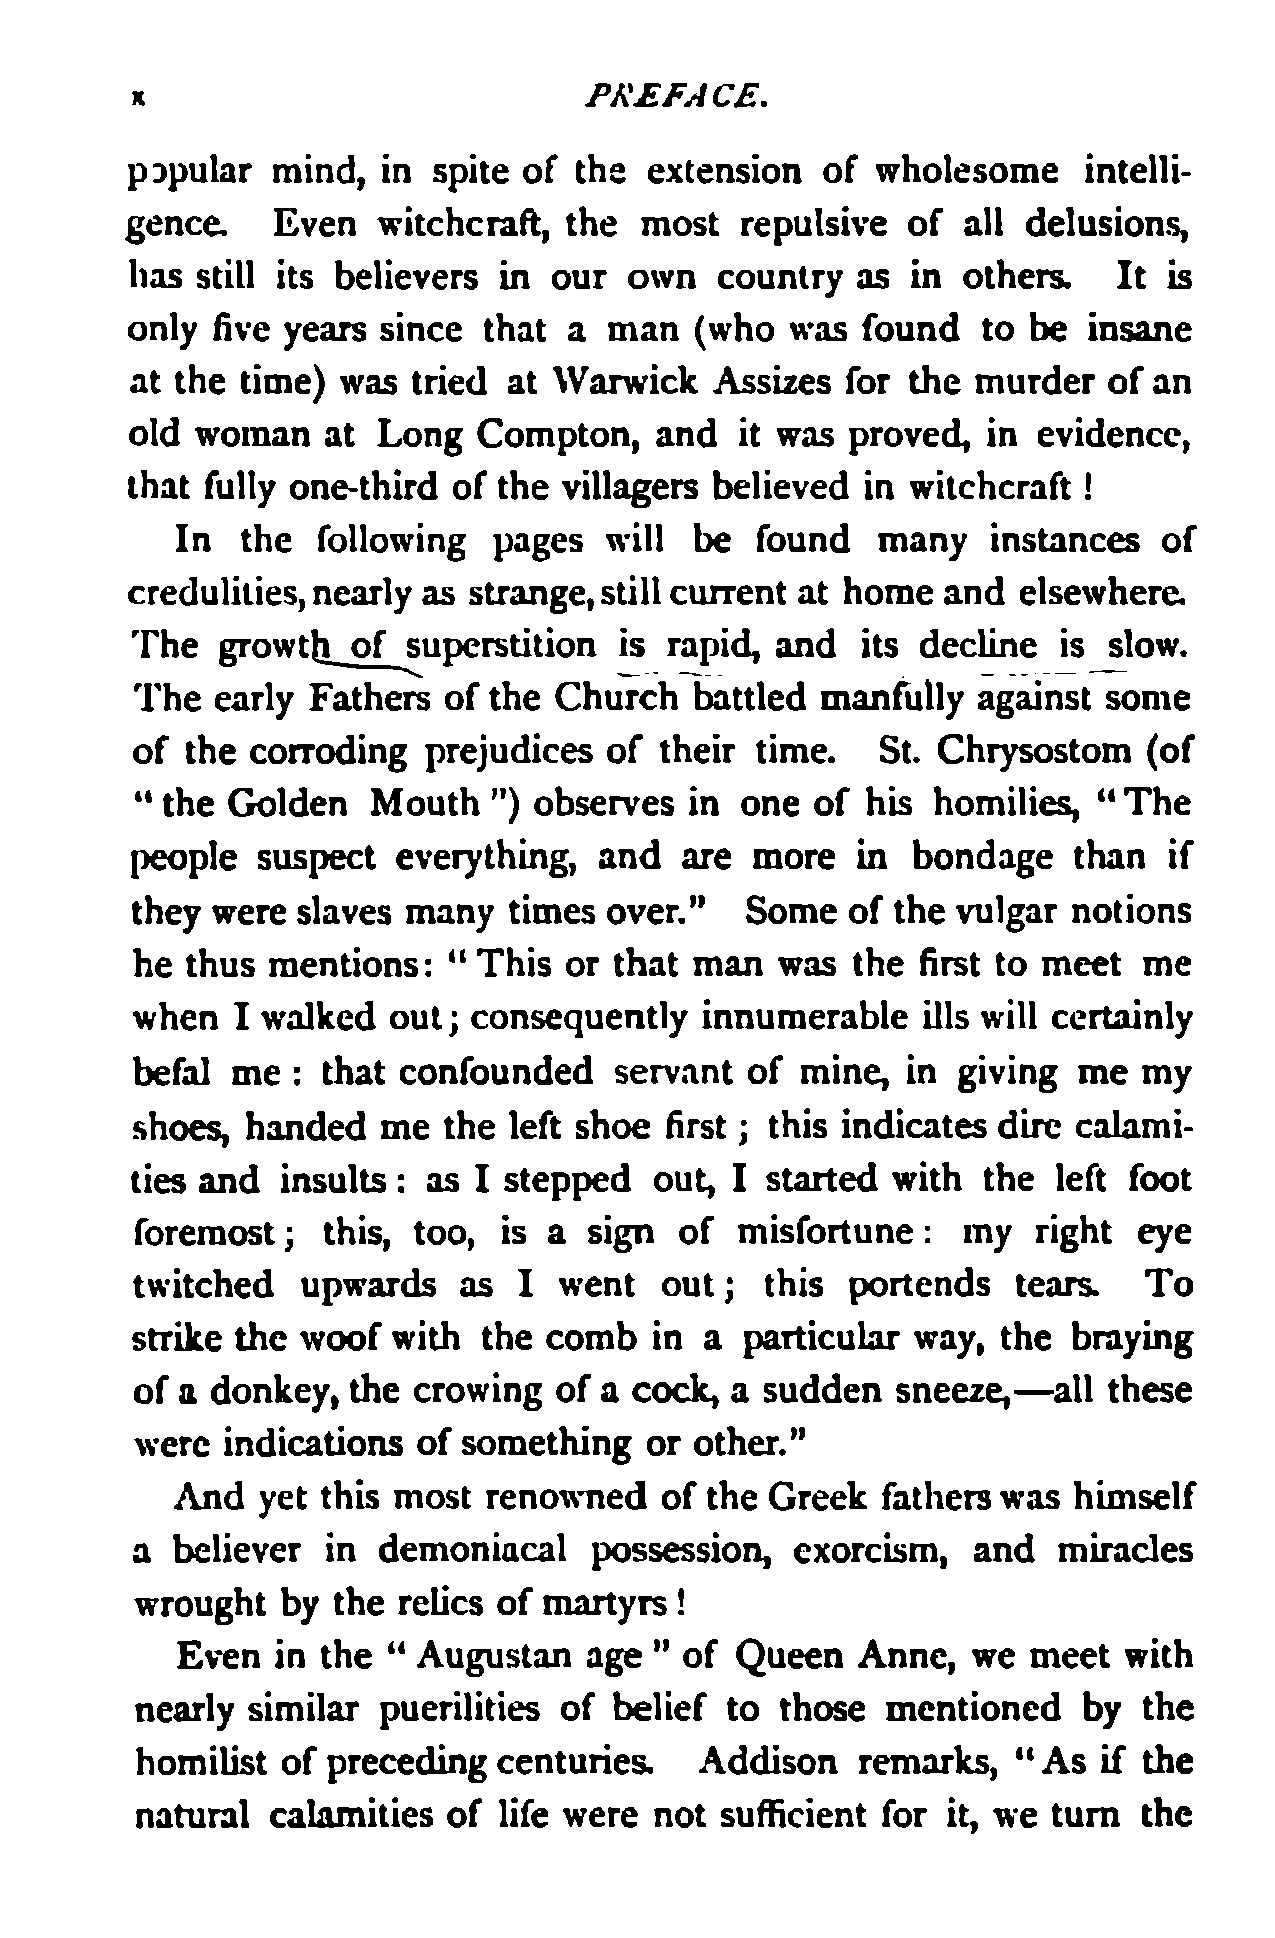 x PREFACE.
popular mind, in spite of the extension of wholesome intelli-
gence. Even witchcraft, the most repulsive of all delusions,
has still its believers in our own country as in others. It is
only five years since that a man (who was found to be insane
at the time) was tried at Warwick Assizes for the murder of an
old woman at Long Compton, and it was proved, in evidence,
that fully one-third of the villagers believed in witchcraft !
In the following pages will be found many instances of
credulities, nearly as strange, still current at home and elsewhere.
The growth of superstition is rapid, and its decline is slow.
The early Fathers of the Church battled manfully against some
of the corroding prejudices of their time. St. Chrysostom (of
" the Golden Mouth ") observes in one of his homilies, " The
people suspect everything, and are more in bondage than if
they were slaves many times over." Some of the vulgar notions
he thus mentions: " This or that man was the first to meet me
when I walked out; consequently innumerable ills will certainly
befal me : that confounded servant of mine, in giving me my
shoes, handed me the left shoe first ; this indicates dire calami-
ties and insults : as I stepped out, I started with the left foot
foremost ; this, too, is a sign of misfortune : my right eye
twitched upwards as I went out ; this portends tears. To
strike the woof with the comb in a particular way, the braying
of a donkey, the crowing of a cock, a sudden sneeze,—all these
were indications of something or other."
And yet this most renowned of the Greek fathers was himself
a believer in demoniacal possession, exorcism, and miracles
wrought by the relics of martyrs !
Even in the " Augustan age " of Queen Anne, we meet with
nearly similar puerilities of belief to those mentioned by the
homilist of preceding centuries. Addison remarks, " As if the
natural calamities of life were not sufficient for it, we turn the